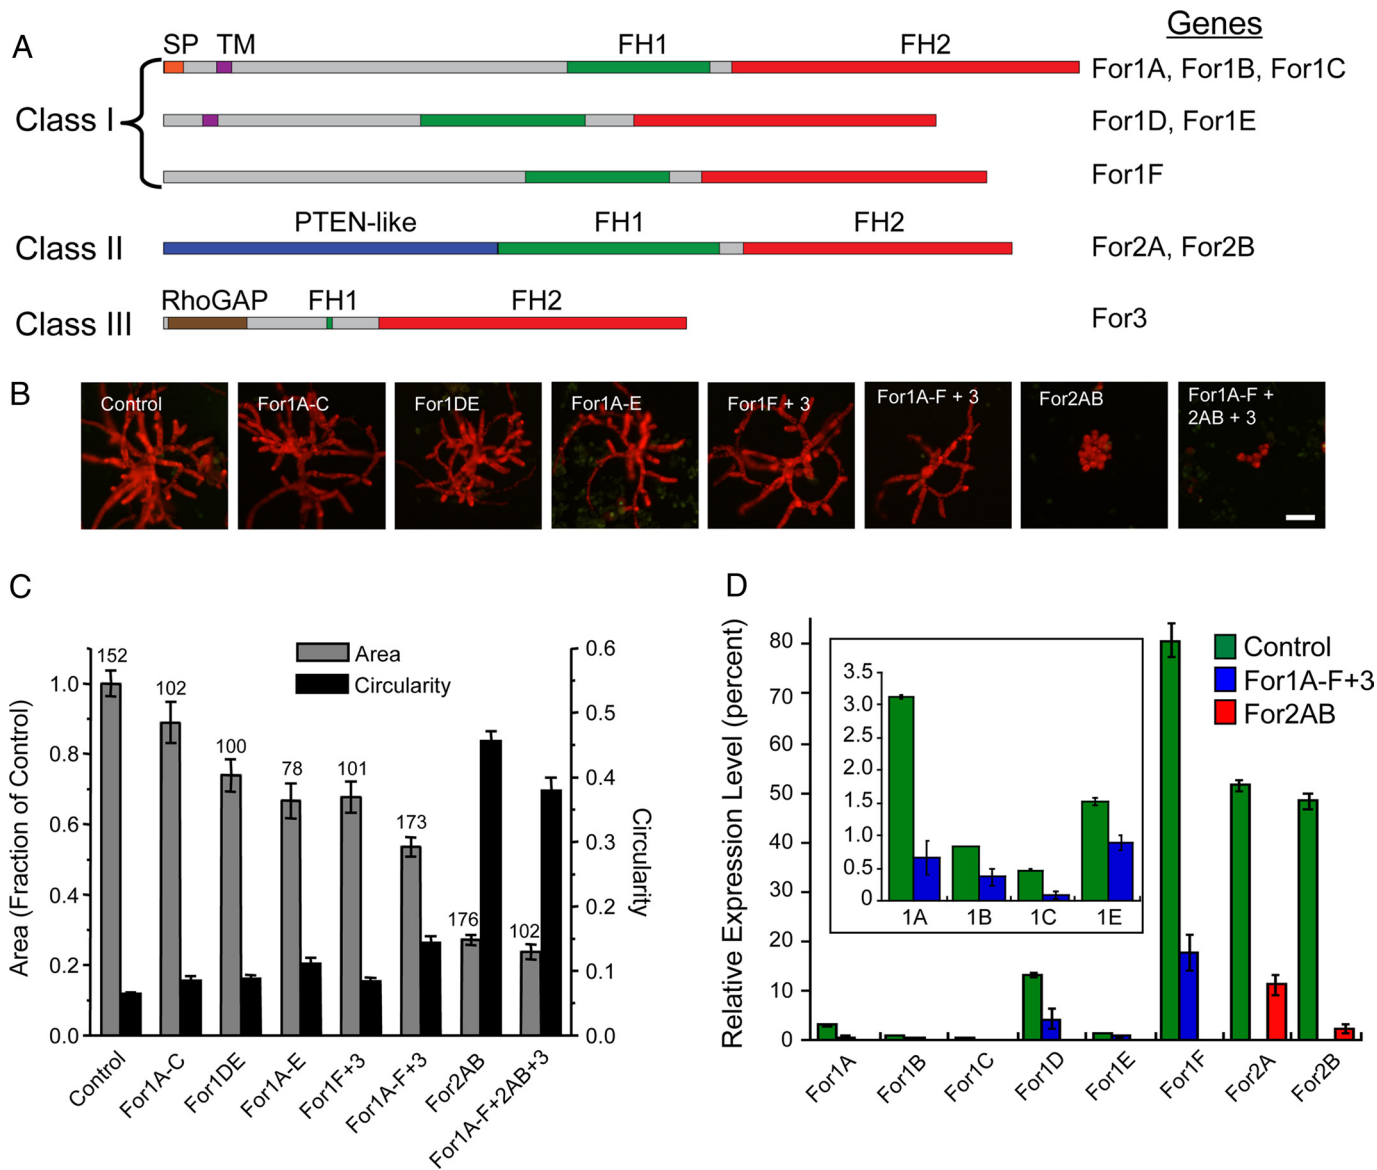 A
Genes
SP TM FH1 FH2
For1A, For1B, For1C
Class I
For1D, For1E
For1F
PTEN-like FH1 FH2
Class II
For2A, For2B
RhoGAP FH1 FH2
Class III
For3
B
Control
For1A-C
For1DE
For1A-E
For1F + 3
For1A-F + 3
For2AB
For1A-F +
2AB + 3
C
Area (Fraction of Control)
1.0
0.8
0.6
0.4
0.2
0.0
152
102
100
78
101
173
176
102
Area
Circularity
0.6
0.5
0.4
0.3
0.2
0.1
0.0
Circularity
Control
For1A-C
For1DE
For1A-E
For1F+3
For1A-F+3
For2AB
For1A-F+2AB+3
D
Relative Expression Level (percent)
80
70
60
50
40
30
20
10
0
3.5
3.0
2.5
2.0
1.5
1.0
0.5
0
1A 1B 1C 1E
Control
For1A-F+3
For2AB
For1A
For1B
For1C
For1D
For1E
For1F
For2A
For2B